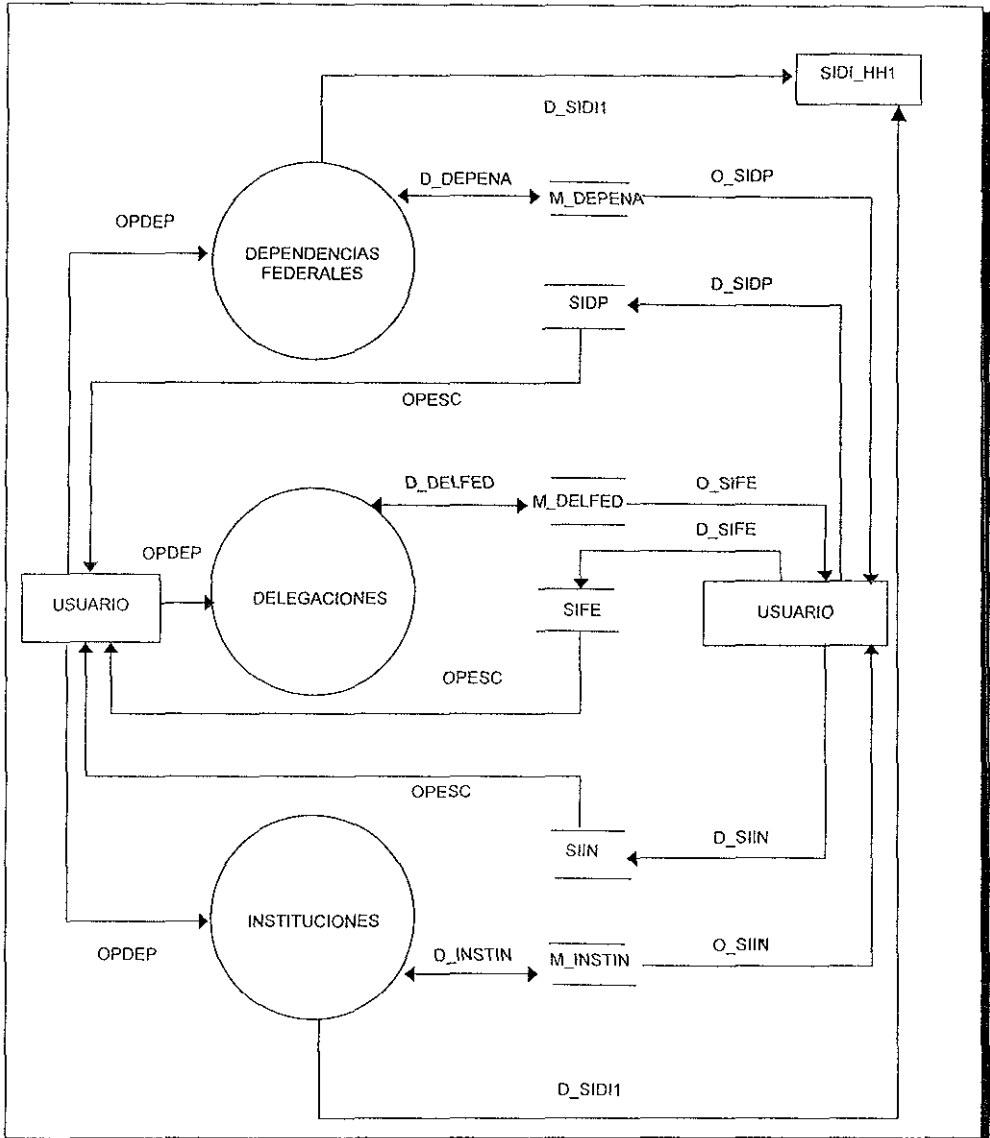 SIDI_HH1
D_SIDI1
D_DEPENA
M_DEPENA
O_SIDP
OPDEP
DEPENDENCIAS
FEDERALES
SIDP
D_SIDP
OPESC
D_DELFED
M_DELFED
O_SIFE
D_SIFE
OPDEP
USUARIO
DELEGACIONES
SIFE
USUARIO
OPESC
OPESC
SIIN
D_SIIN
INSTITUCIONES
OPDEP
D_INSTIN
M_INSTIN
O_SIIN
D_SIDI1